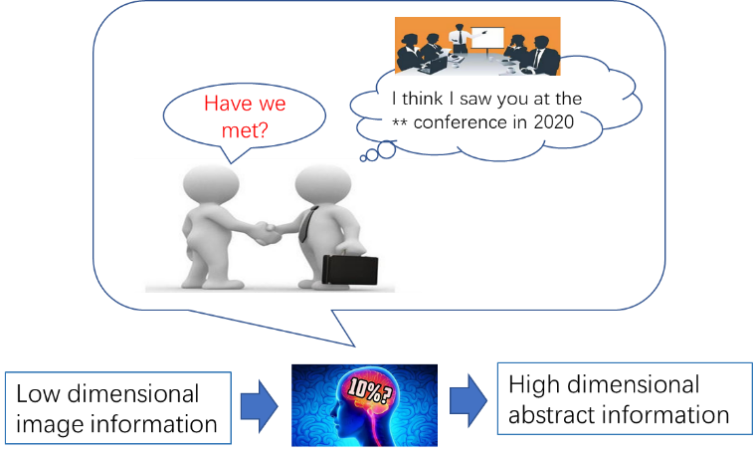 Have we
met?
I think I saw you at the
** conference in 2020
Low dimensional
image information
10%?
High dimensional
abstract information